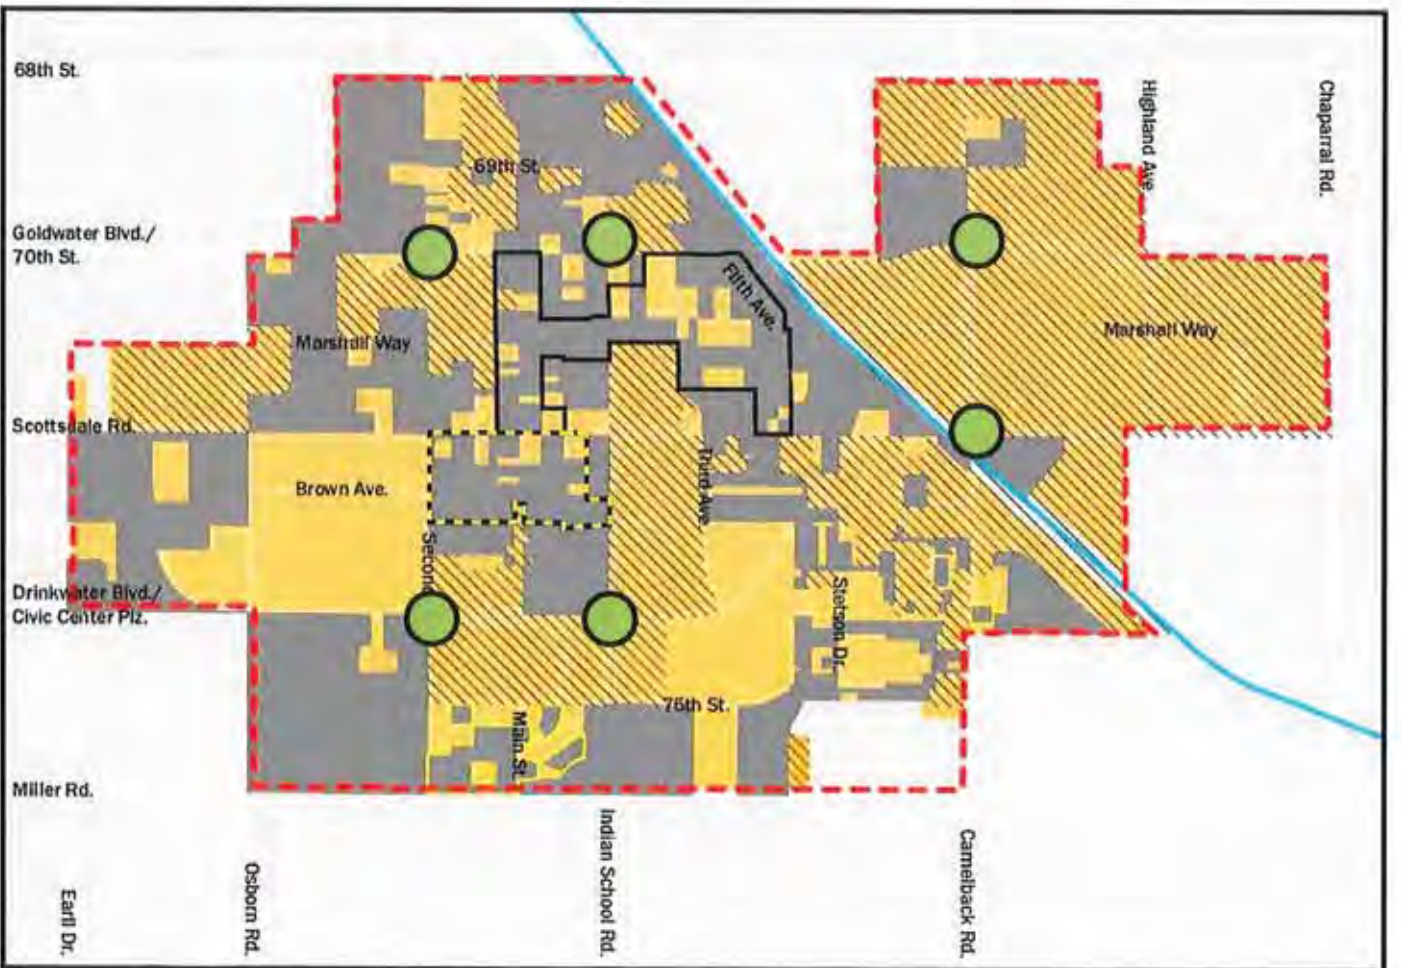 68th St.
Highland Ave.
Chaparral Rd.
69th St.
Goldwater Blvd./
70th St.
Fifth Ave.
Marshall Way
Marshall Way
Scottsdale Rd.
Brown Ave.
Third Ave.
Second
Drinkwater Blvd./
Civic Center Plz.
Stetson Dr.
75th St.
Main St.
Miller Rd.
Indian School Rd.
Camelback Rd.
Osborn Rd.
Earll Dr.